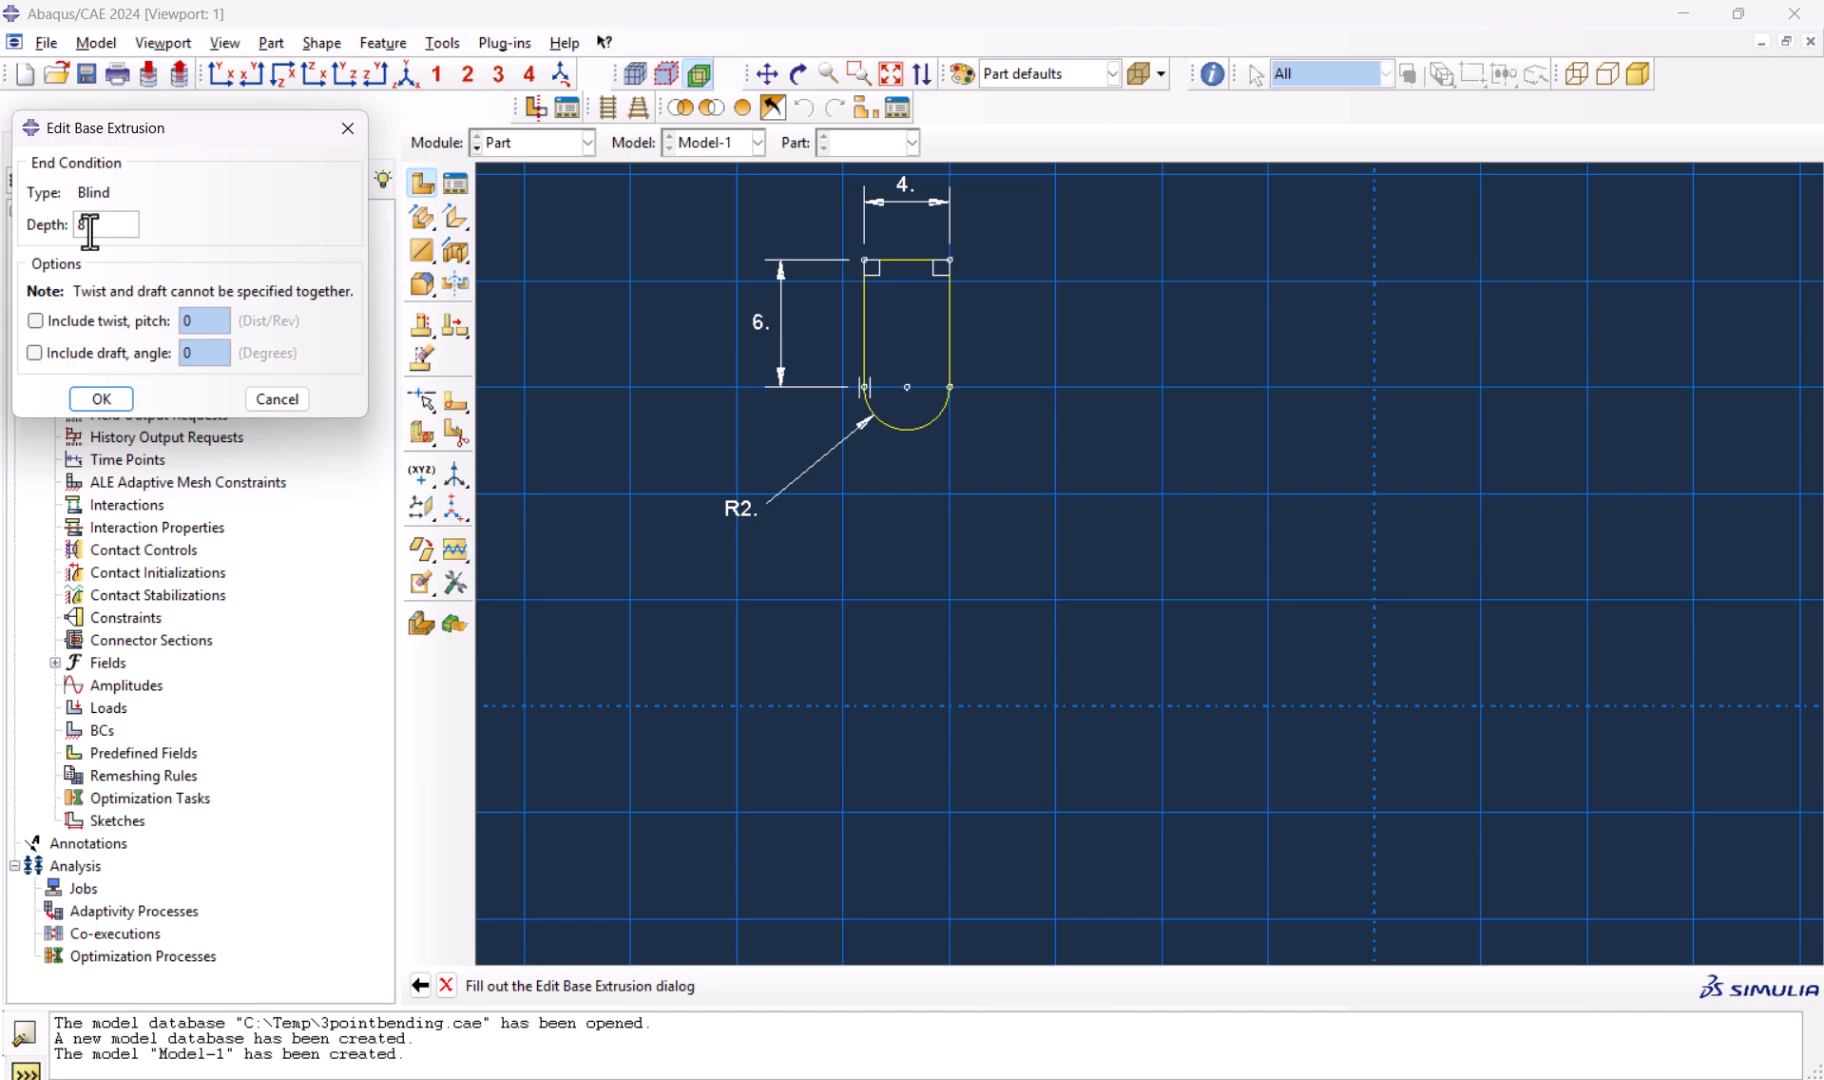 Abaqus/CAE 2024 [Viewport: 1]
File Model Viewport View Part Shape Feature Tools Plug-ins Help
1 2 3 4 Part defaults All
Module: Part Model: Model-1 Part:
Edit Base Extrusion
End Condition
Type: Blind
Depth: 8
Options
Note: Twist and draft cannot be specified together.
Include twist, pitch: 0 (Dist/Rev)
Include draft, angle: 0 (Degrees)
OK Cancel
History Output Requests
Time Points
ALE Adaptive Mesh Constraints
Interactions
Interaction Properties
Contact Controls
Contact Initializations
Contact Stabilizations
Constraints
Connector Sections
Fields
Amplitudes
Loads
BCs
Predefined Fields
Remeshing Rules
Optimization Tasks
Sketches
Annotations
Analysis
Jobs
Adaptivity Processes
Co-executions
Optimization Processes
(XYZ)
4.
6.
R2.
Fill out the Edit Base Extrusion dialog
SIMULIA
The model database "C:\Temp\3pointbending.cae" has been opened.
A new model database has been created.
The model "Model-1" has been created.
>>>